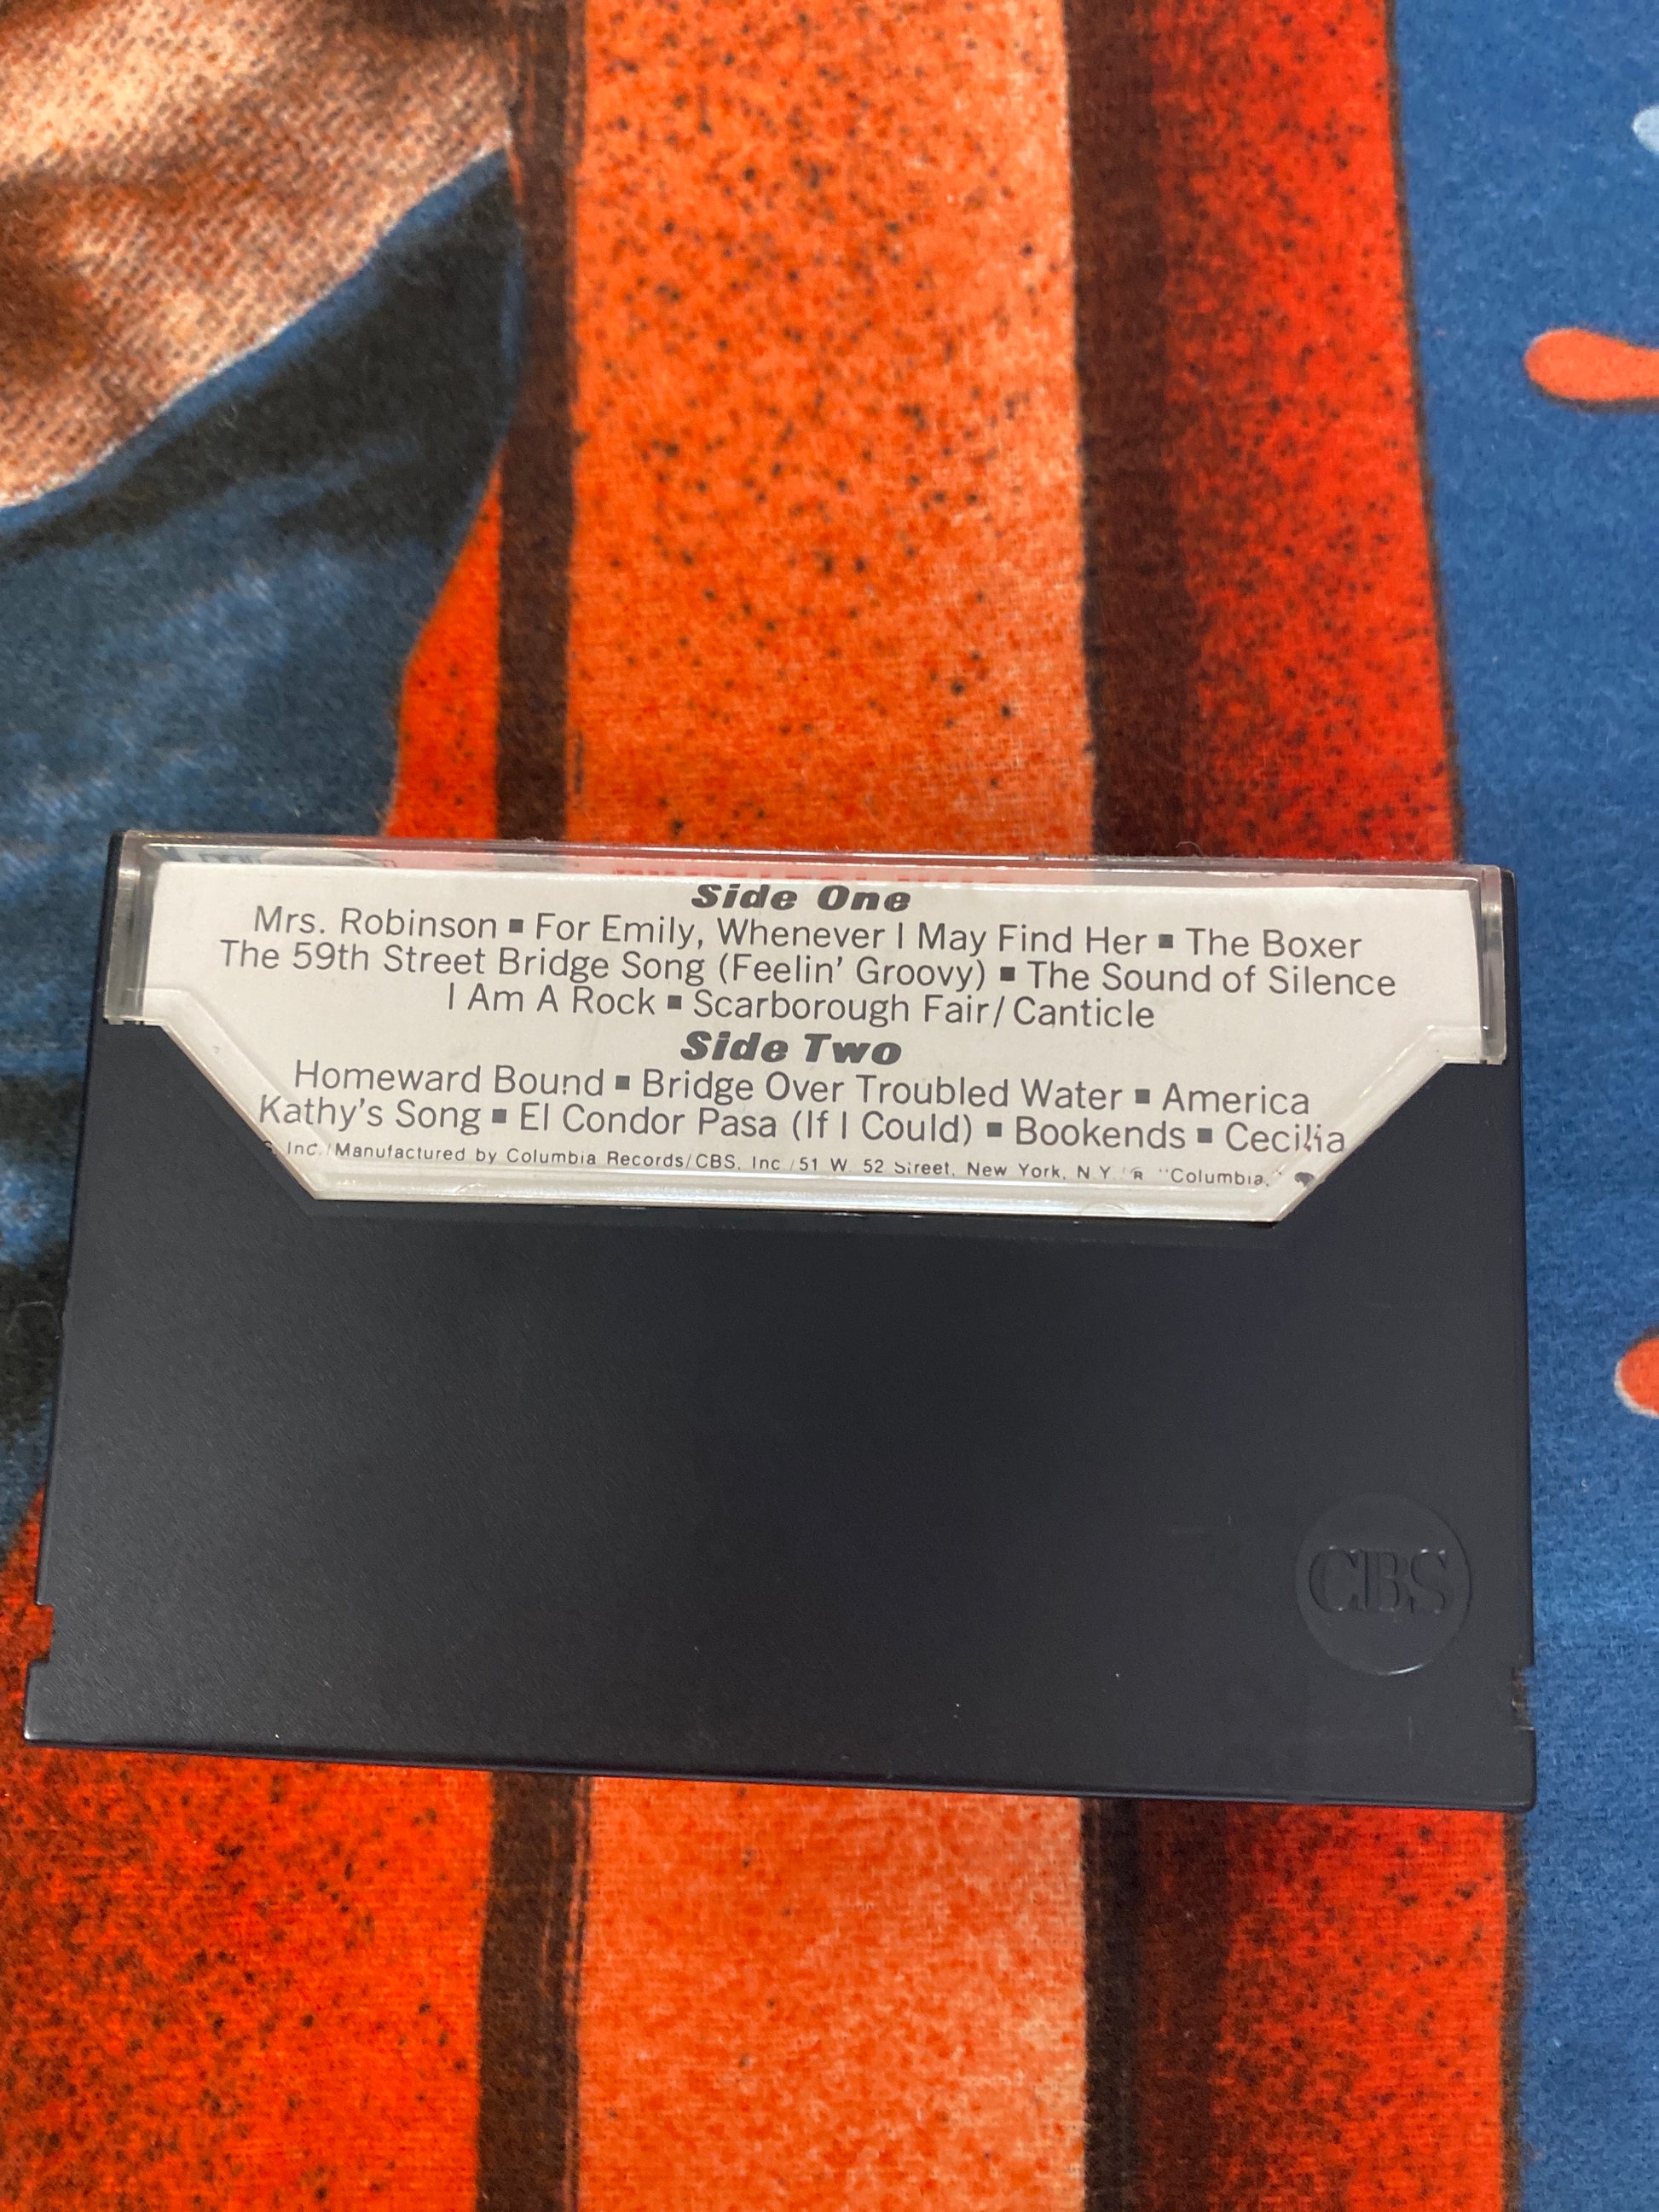 Side One
Mrs. Robinson ▪ For Emily, Whenever I May Find Her ▪ The Boxer
The 59th Street Bridge Song (Feelin' Groovy) ▪ The Sound of Silence
I Am A Rock ▪ Scarborough Fair/Canticle
Side Two
Homeward Bound ▪ Bridge Over Troubled Water ▪ America
Kathy's Song ▪ El Condor Pasa (If I Could) ▪ Bookends ▪ Cecilia
Inc./Manufactured by Columbia Records/CBS, Inc./51 W. 52 Street, New York, N.Y. ® "Columbia,"
CBS